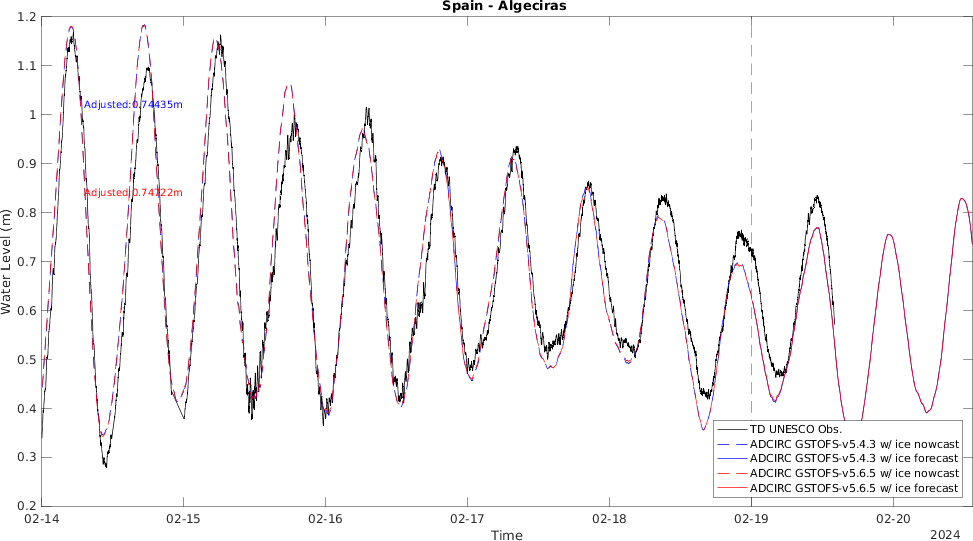 Spain - Algeciras
1.2
1.1
1
0.9
0.8
0.7
0.6
0.5
0.4
0.3
0.2
Water Level (m)
Adjusted:0.74435m
Adjusted:0.74722m
TD UNESCO Obs.
ADCIRC GSTOFS-v5.4.3 w/ ice nowcast
ADCIRC GSTOFS-v5.4.3 w/ ice forecast
ADCIRC GSTOFS-v5.6.5 w/ ice nowcast
ADCIRC GSTOFS-v5.6.5 w/ ice forecast
02-14 02-15 02-16 02-17 02-18 02-19 02-20
Time
2024